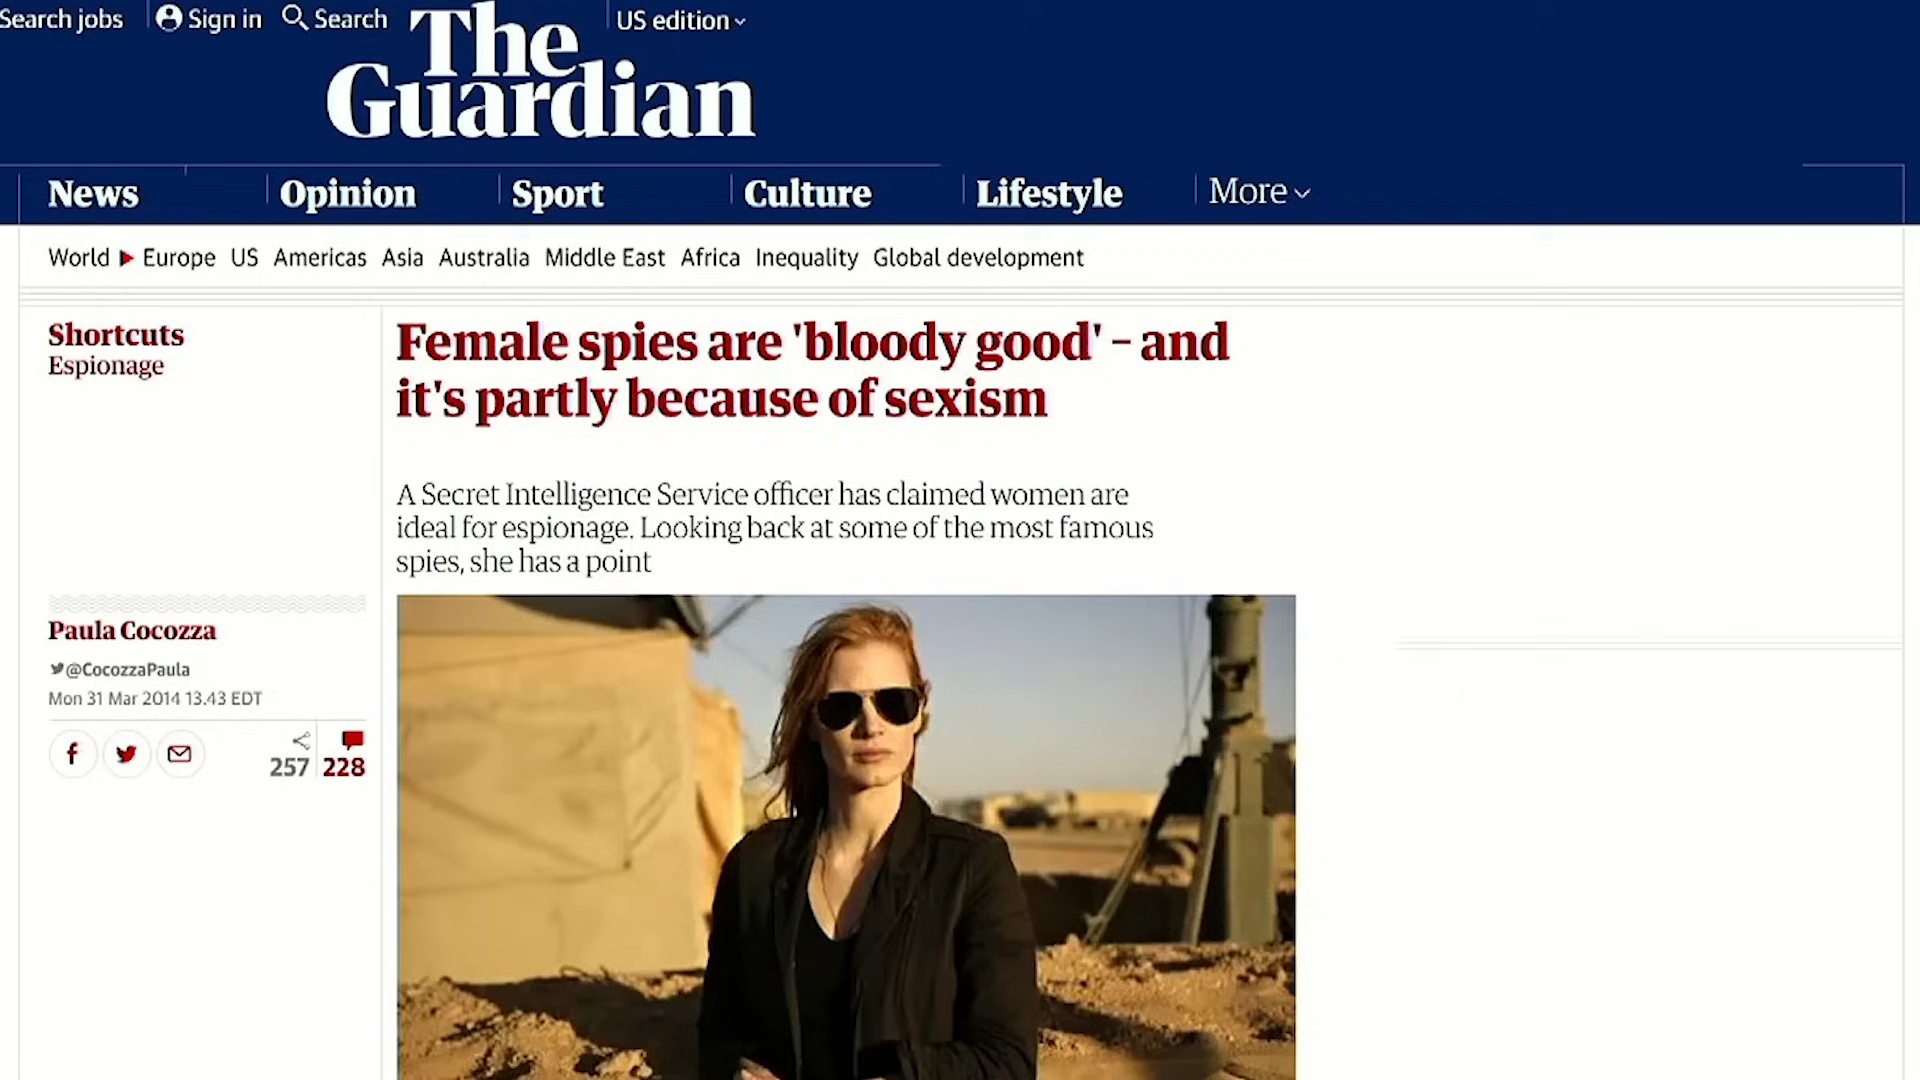 Search jobs
Sign in
Search
US edition
The
Guardian
News
Opinion
Sport
Culture
Lifestyle
More
World Europe US Americas Asia Australia Middle East Africa Inequality Global development
Shortcuts
Espionage
Female spies are 'bloody good' – and
it's partly because of sexism
A Secret Intelligence Service officer has claimed women are
ideal for espionage. Looking back at some of the most famous
spies, she has a point
Paula Cocozza
@CocozzaPaula
Mon 31 Mar 2014 13.43 EDT
257
228